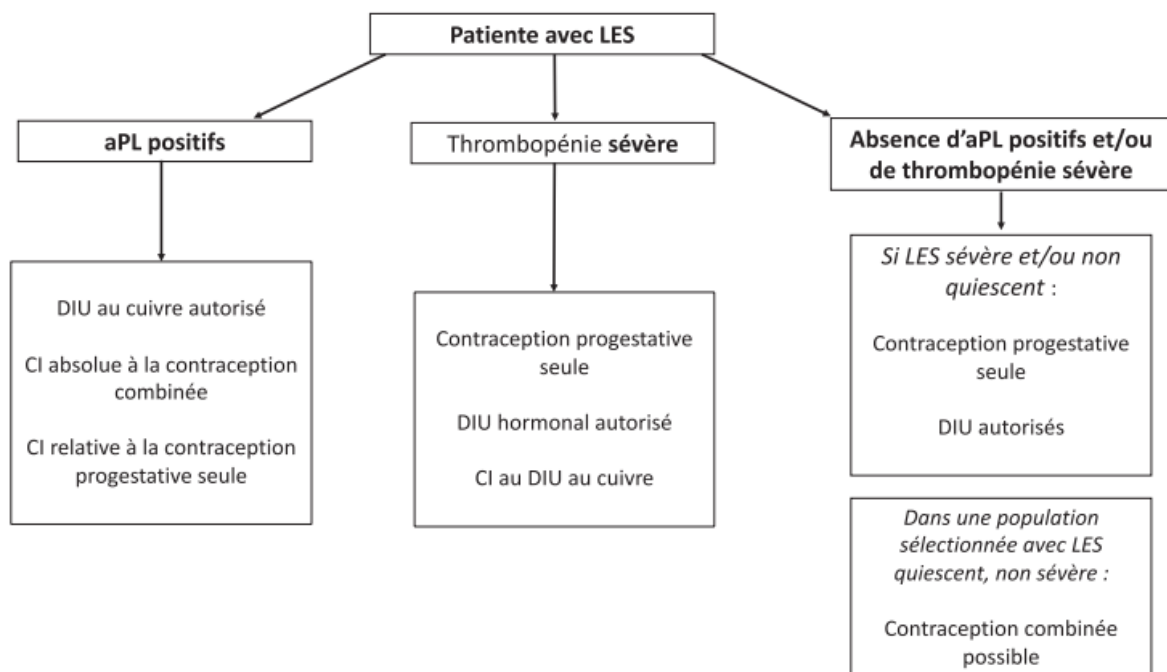 Patiente avec LES
aPL positifs
DIU au cuivre autorisé
CI absolue à la contraception
combinée
CI relative à la contraception
progestative seule
Thrombopénie sévère
Contraception progestative
seule
DIU hormonal autorisé
CI au DIU au cuivre
Absence d’aPL positifs et/ou
de thrombopénie sévère
Si LES sévère et/ou non
quiescent :
Contraception progestative
seule
DIU autorisés
Dans une population
sélectionnée avec LES
quiescent, non sévère :
Contraception combinée
possible